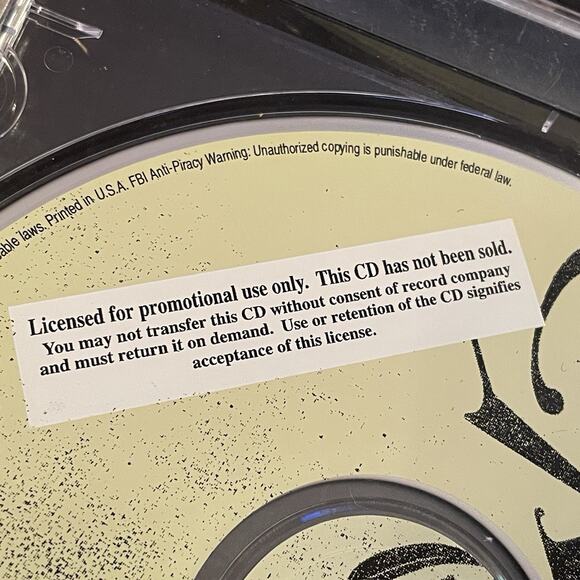 laws. Printed in U.S.A. FBI Anti-Piracy Warning: Unauthorized copying is punishable under federal law.
Licensed for promotional use only. This CD has not been sold.
You may not transfer this CD without consent of record company
and must return it on demand. Use or retention of the CD signifies
acceptance of this license.